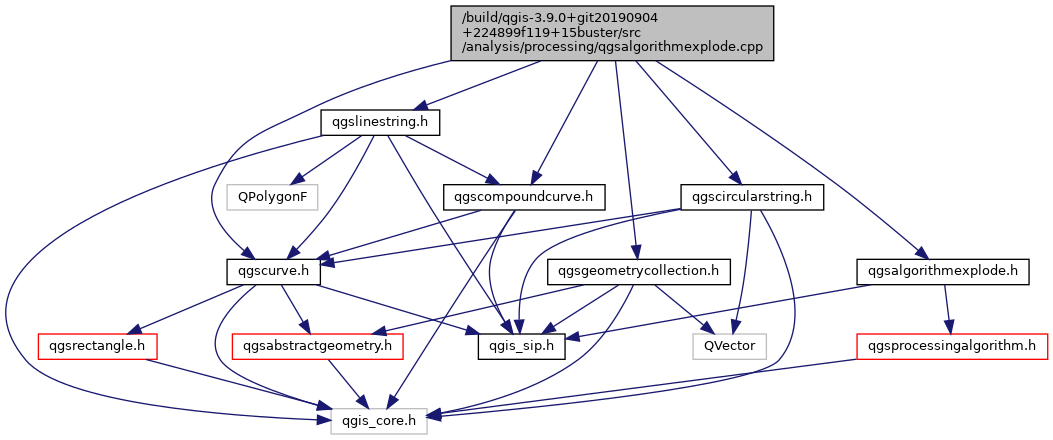 /build/qgis-3.9.0+git20190904
+224899f119+15buster/src
/analysis/processing/qgsalgorithmexplode.cpp
qgslinestring.h
QPolygonF
qgscompoundcurve.h
qgscircularstring.h
qgscurve.h
qgsgeometrycollection.h
qgsalgorithmexplode.h
qgsrectangle.h
qgsabstractgeometry.h
qgis_sip.h
QVector
qgsprocessingalgorithm.h
qgis_core.h